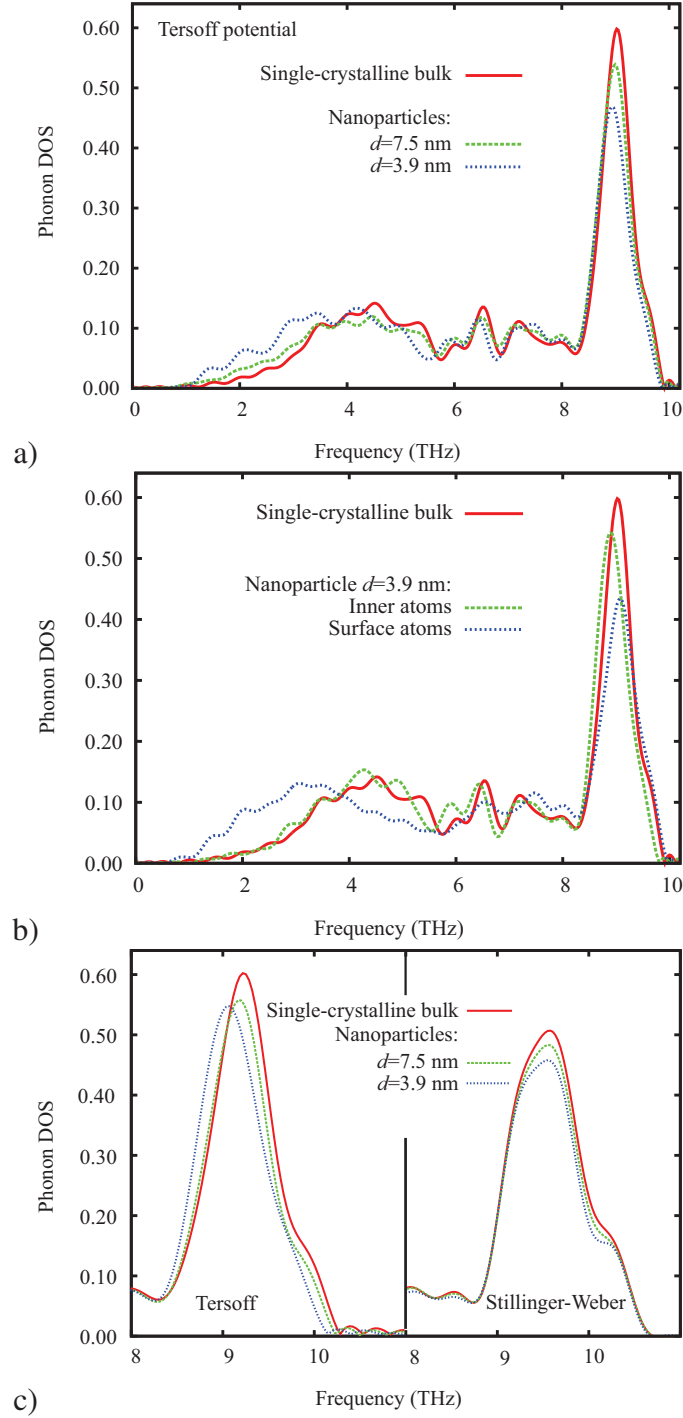 0.60
Tersoff potential
Single-crystalline bulk
0.50
Nanoparticles:
d=7.5 nm
0.40
d=3.9 nm
Phonon DOS
0.30
0.20
0.10
0.00
0 2 4 6 8 10
Frequency (THz)
a)
0.60
Single-crystalline bulk
0.50
Nanoparticle d=3.9 nm:
Inner atoms
0.40
Surface atoms
Phonon DOS
0.30
0.20
0.10
0.00
0 2 4 6 8 10
Frequency (THz)
b)
0.60
Single-crystalline bulk
Nanoparticles:
0.50
d=7.5 nm
d=3.9 nm
0.40
Phonon DOS
0.30
0.20
0.10
Tersoff Stillinger-Weber
0.00
8 9 10 8 9 10
Frequency (THz) Frequency (THz)
c)